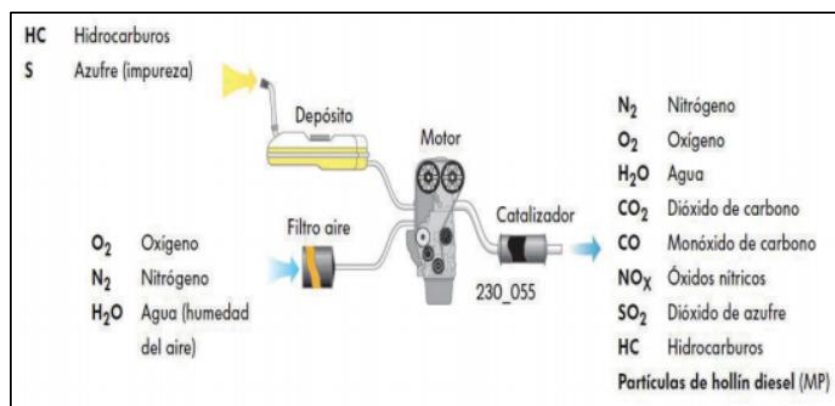 HC Hidrocarburos
S Azufre (impureza)
Depósito
Motor
Filtro aire
Catalizador
230_055
O₂ Oxígeno
N₂ Nitrógeno
H₂O Agua (humedad
del aire)
N₂ Nitrógeno
O₂ Oxígeno
H₂O Agua
CO₂ Dióxido de carbono
CO Monóxido de carbono
NOX Óxidos nítricos
SO₂ Dióxido de azufre
HC Hidrocarburos
Partículas de hollín diesel (MP)